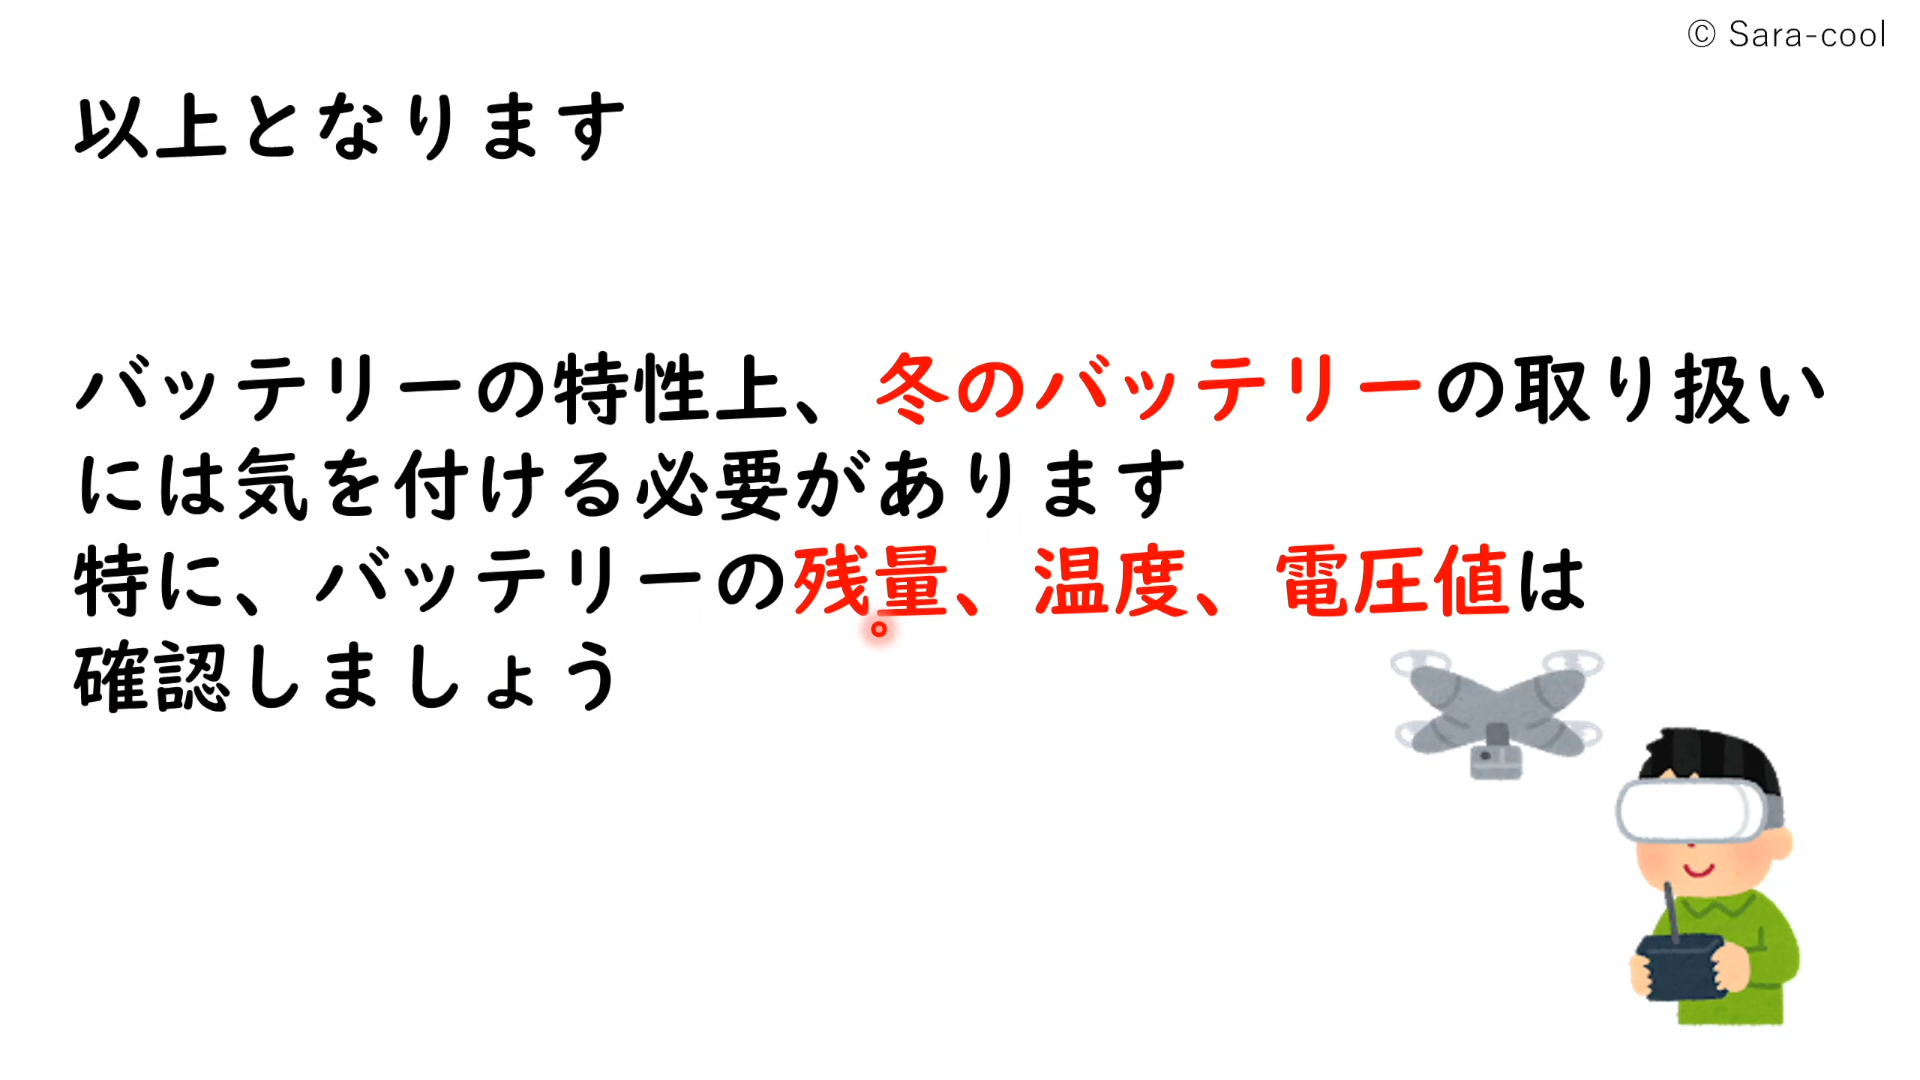 © Sara-cool
以上となります
バッテリーの特性上、冬のバッテリーの取り扱い
には気を付ける必要があります
特に、バッテリーの残量、温度、電圧値は
確認しましょう